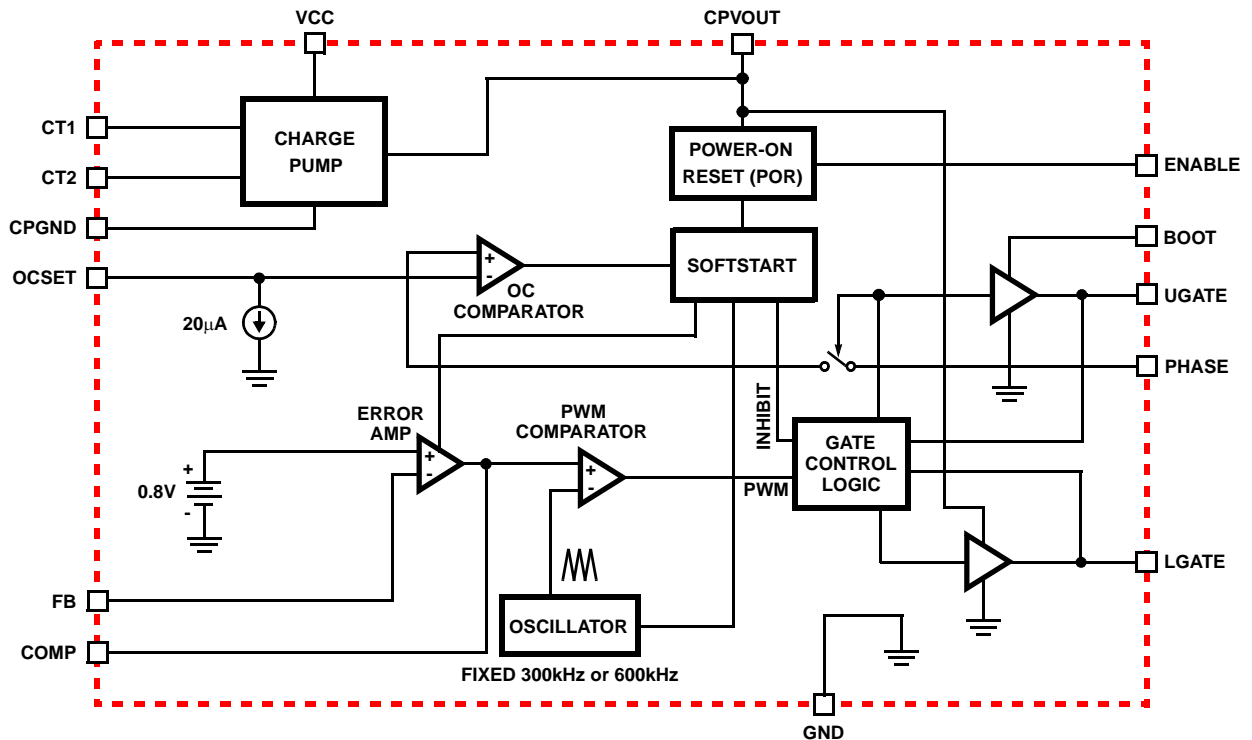 VCC
CPVOUT
CT1
CHARGE
PUMP
CT2
CPGND
POWER-ON
RESET (POR)
ENABLE
BOOT
OCSET
+
-
OC
COMPARATOR
SOFTSTART
UGATE
20μA
PHASE
INHIBIT
ERROR
AMP
PWM
COMPARATOR
+
0.8V
-
+
-
+
-
PWM
GATE
CONTROL
LOGIC
LGATE
FB
OSCILLATOR
COMP
FIXED 300kHz or 600kHz
GND